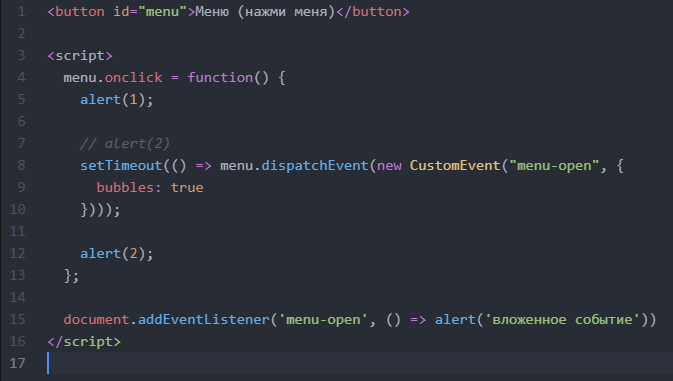 1 <button id="menu">Меню (нажми меня)</button>
2
3 <script>
4   menu.onclick = function() {
5     alert(1);
6
7     // alert(2)
8     setTimeout(() => menu.dispatchEvent(new CustomEvent("menu-open", {
9       bubbles: true
10     })));
11
12     alert(2);
13   };
14
15   document.addEventListener('menu-open', () => alert('вложенное событие'))
16 </script>
17